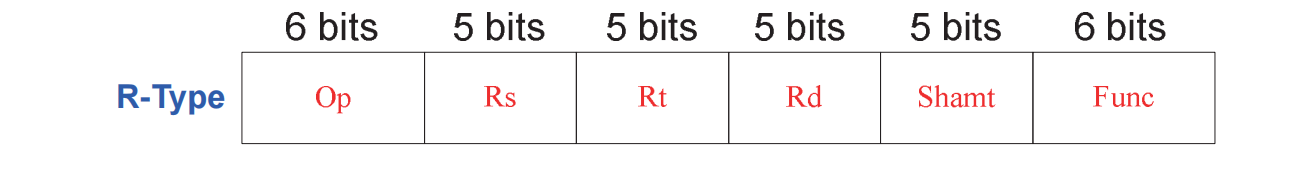 6 bits 5 bits 5 bits 5 bits 5 bits 6 bits
R-Type Op Rs Rt Rd Shamt Func